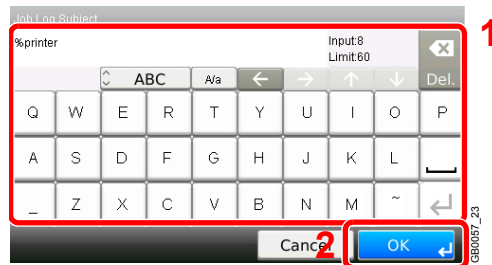 Job Log Subject
1
%printer
Input:8
Limit:60
ABC
A/a
← → ↑ ↓
Del.
Q W E R T Y U I O P
A S D F G H J K L
_ Z X C V B N M ~
2
Cancel
OK
GB0057_23